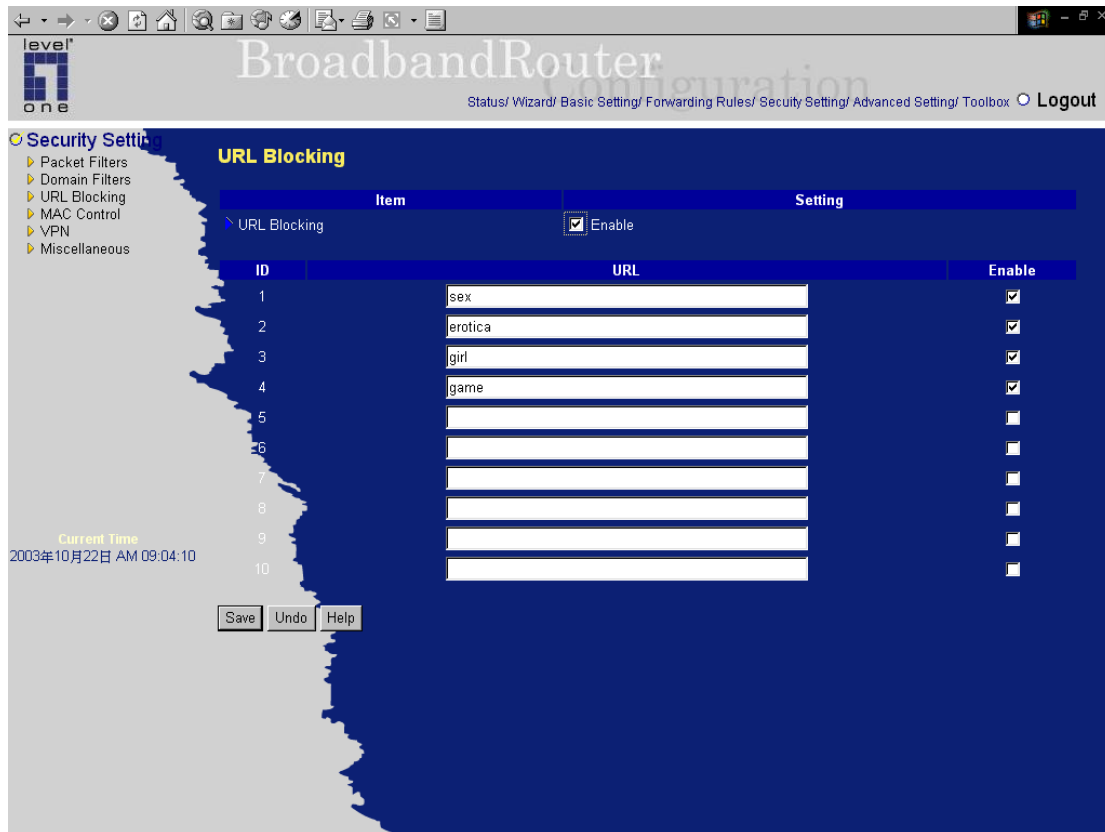 level
one
BroadbandRouter
Configuration
Status/ Wizard/ Basic Setting/ Forwarding Rules/ Secuity Setting/ Advanced Setting/ Toolbox Logout
Security Setting
Packet Filters
Domain Filters
URL Blocking
MAC Control
VPN
Miscellaneous
Current Time
2003年10月22日 AM 09:04:10
URL Blocking
Item Setting
URL Blocking Enable
ID URL Enable
1 sex
2 erotica
3 girl
4 game
5
6
7
8
9
10
Save Undo Help